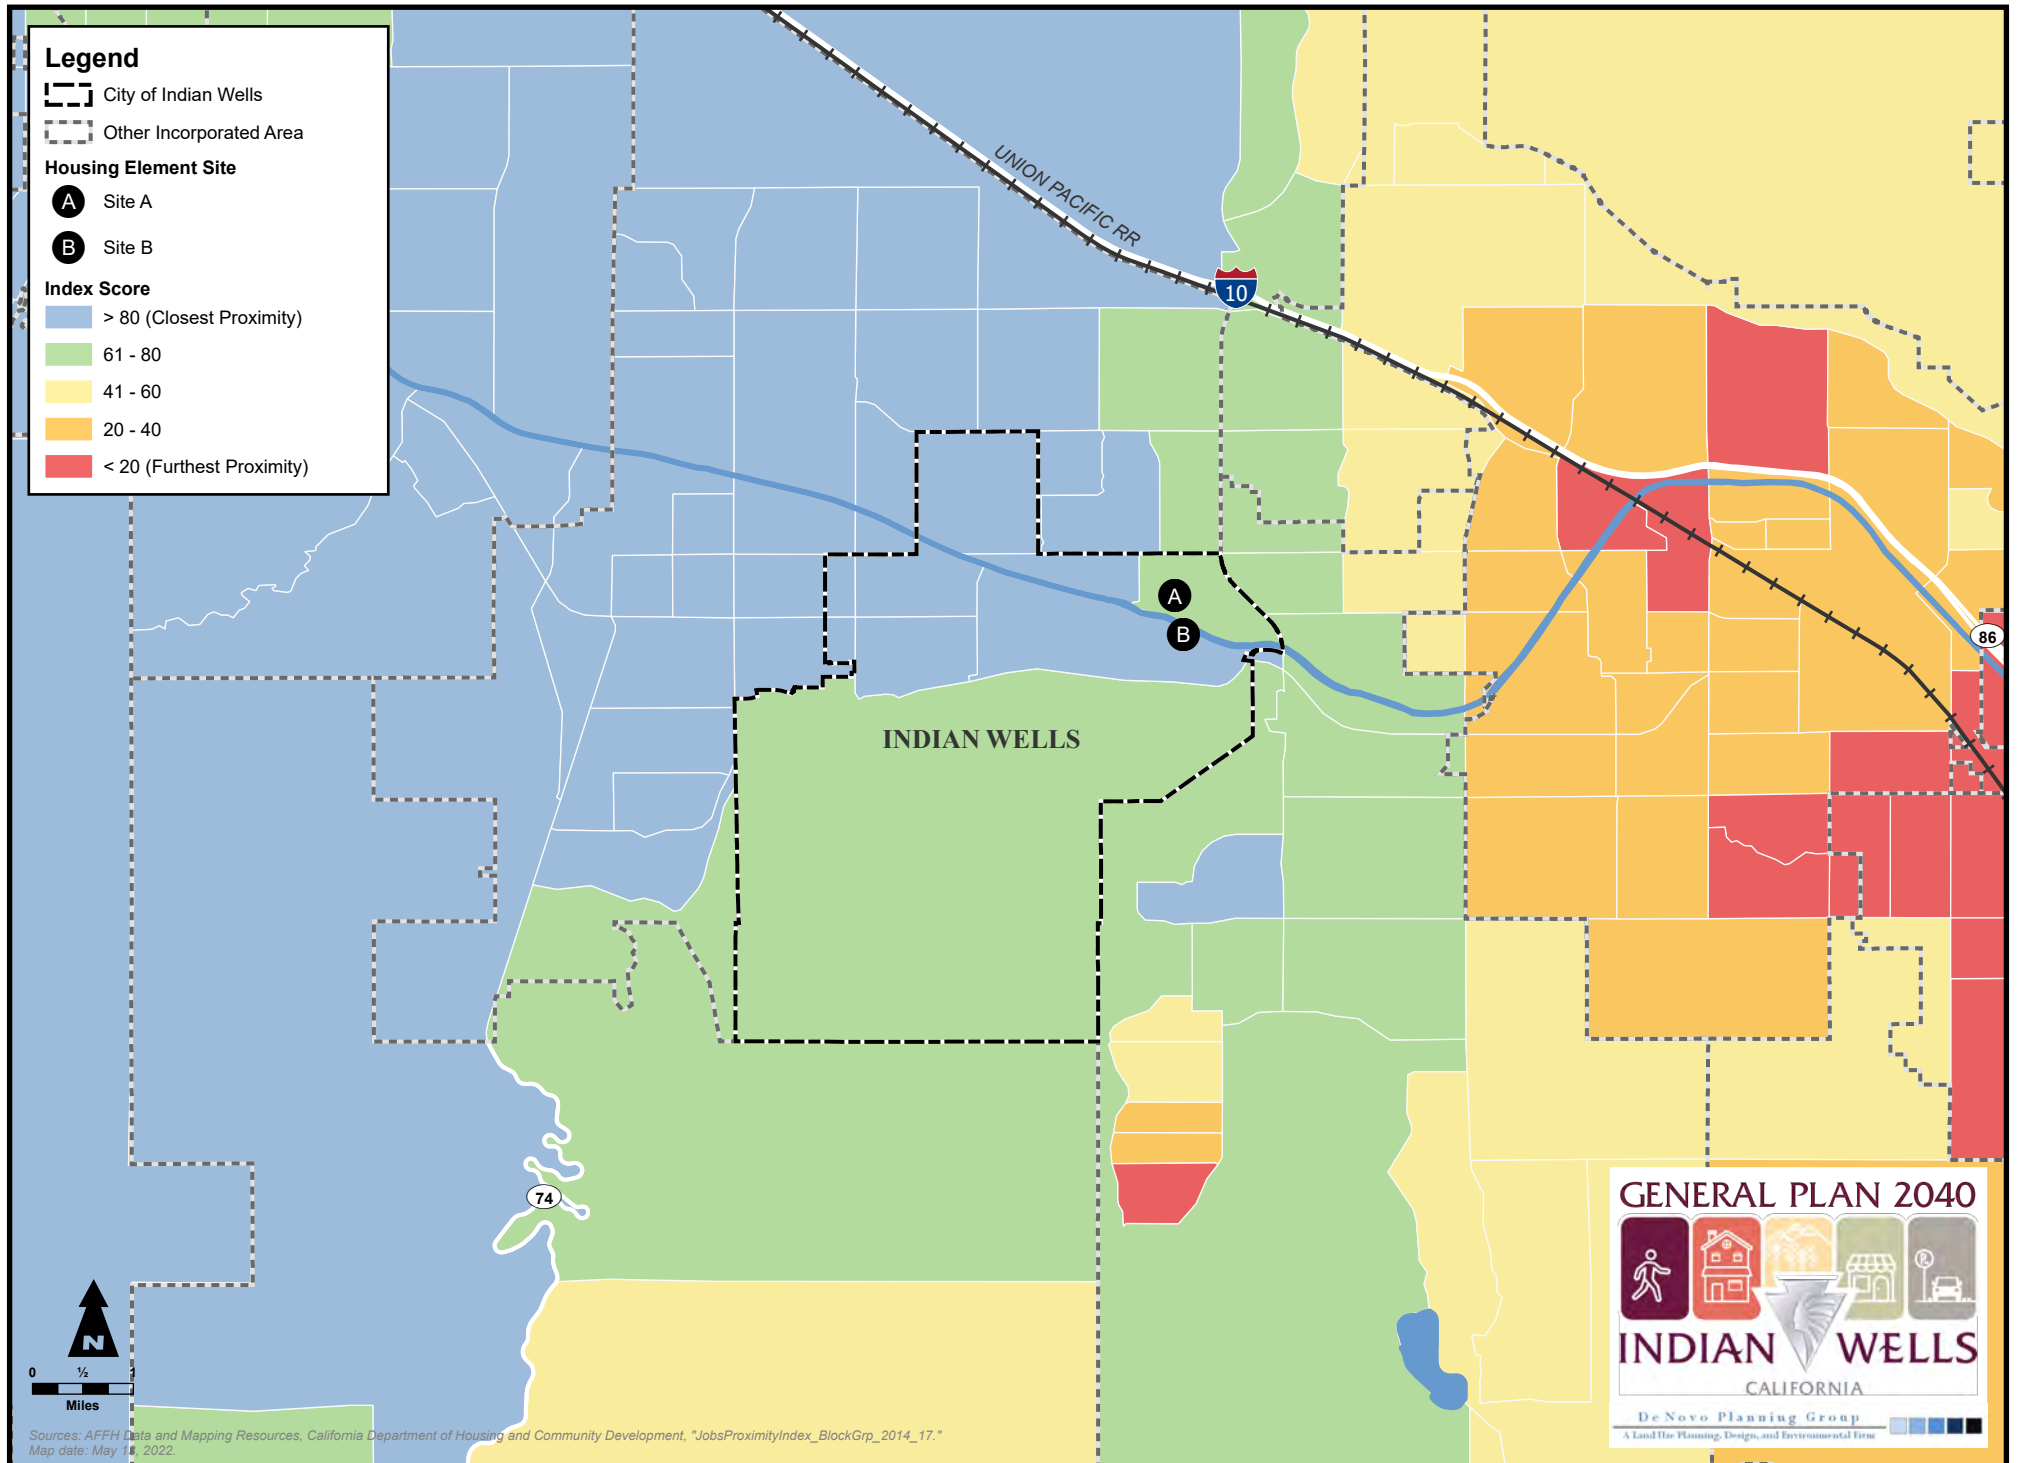 Legend
City of Indian Wells
Other Incorporated Area
Housing Element Site
A Site A
B Site B
Index Score
> 80 (Closest Proximity)
61 - 80
41 - 60
20 - 40
< 20 (Furthest Proximity)
UNION PACIFIC RR
10
A
B
86
INDIAN WELLS
74
N
0 ½ 1
Miles
Sources: AFFH Data and Mapping Resources, California Department of Housing and Community Development, "JobsProximityIndex_BlockGrp_2014_17."
Map date: May , 2022.
GENERAL PLAN 2040
INDIAN WELLS
CALIFORNIA
De Novo Planning Group
A Land Use Planning, Design, and Environmental Firm